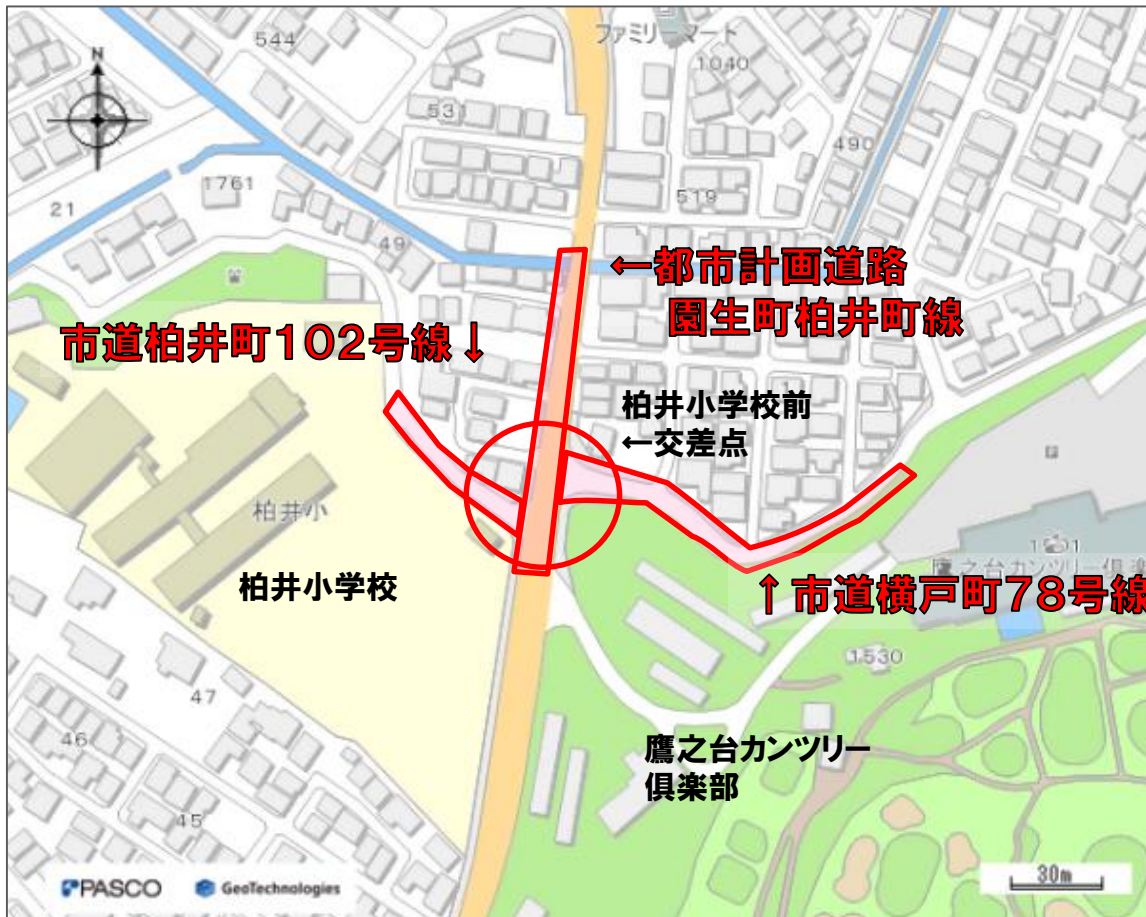 ファミリーマート
544
N
1040
531
490
1761
519
21
49
←都市計画道路
園生町柏井町線
市道柏井町102号線↓
柏井小学校前
←交差点
柏井小
柏井小学校
↑市道横戸町78号線
1530
47
46
鷹之台カンツリー
倶楽部
45
30m
PASCO
GeoTechnologies